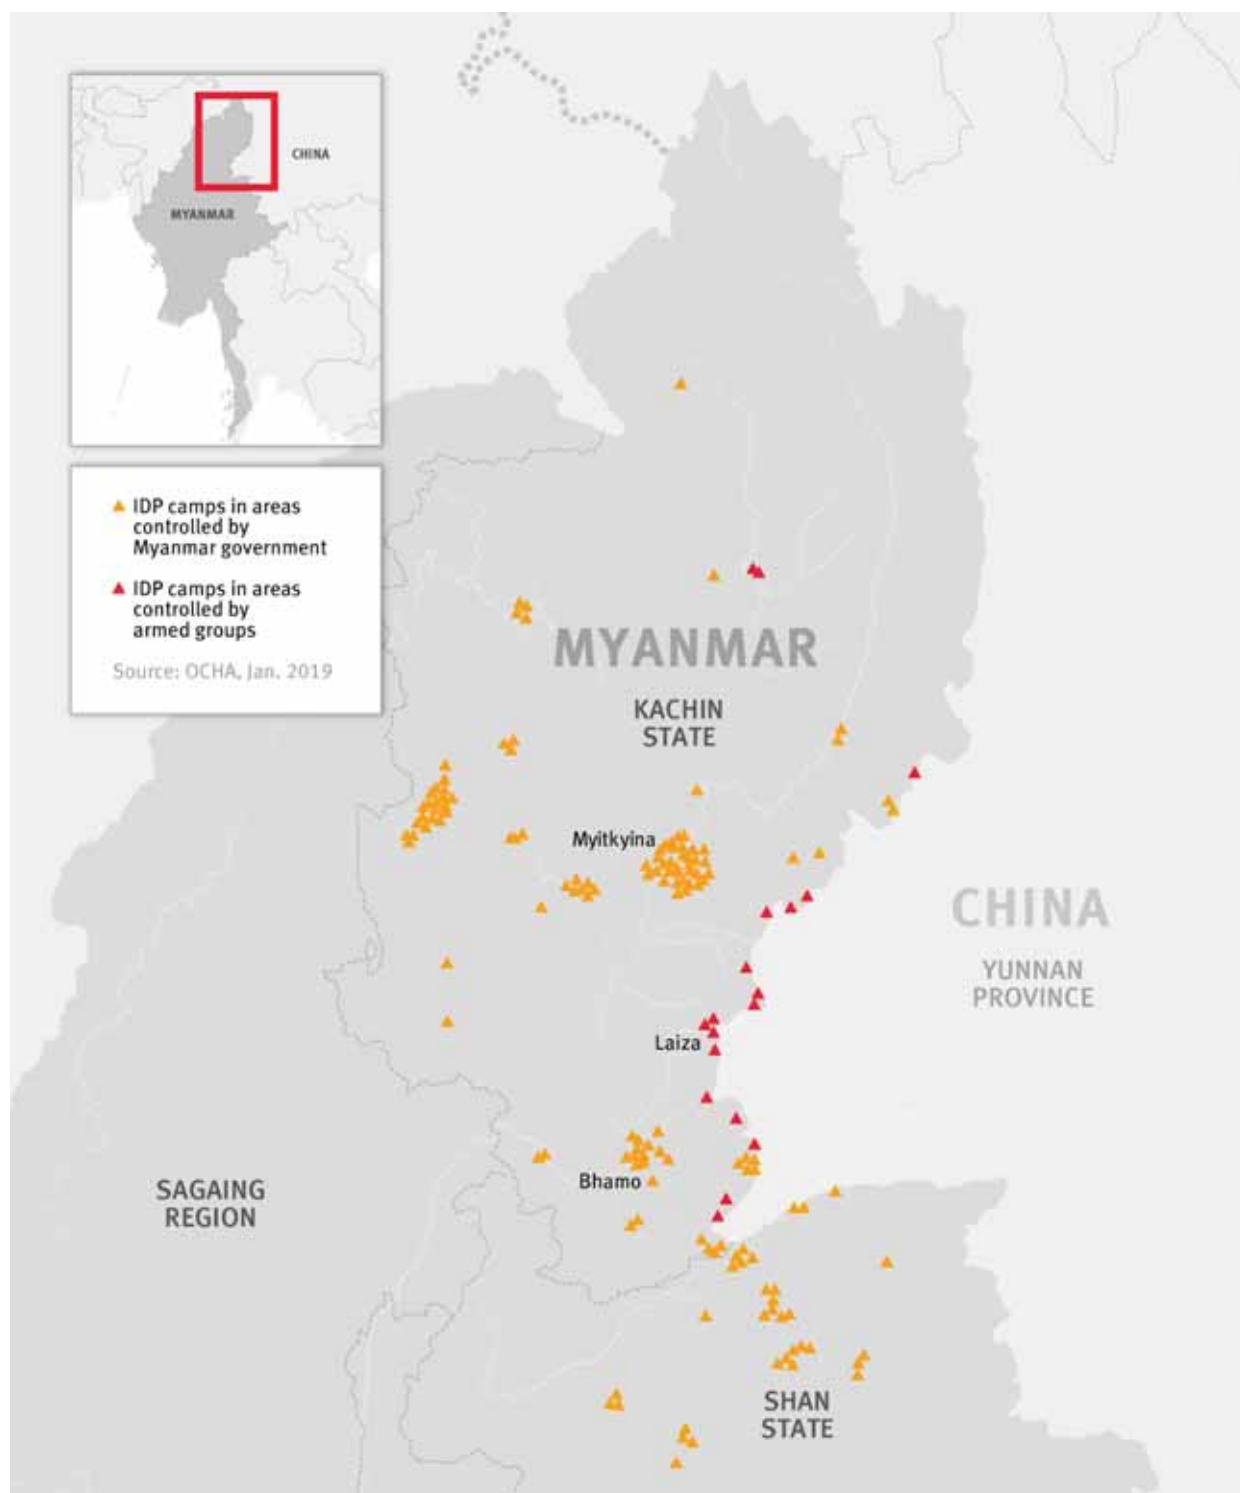 CHINA
MYANMAR
IDP camps in areas
controlled by
Myanmar government
IDP camps in areas
controlled by
armed groups
Source: OCHA, Jan. 2019
MYANMAR
KACHIN
STATE
Myitkyina
CHINA
YUNNAN
PROVINCE
Laiza
Bhamo
SAGAING
REGION
SHAN
STATE